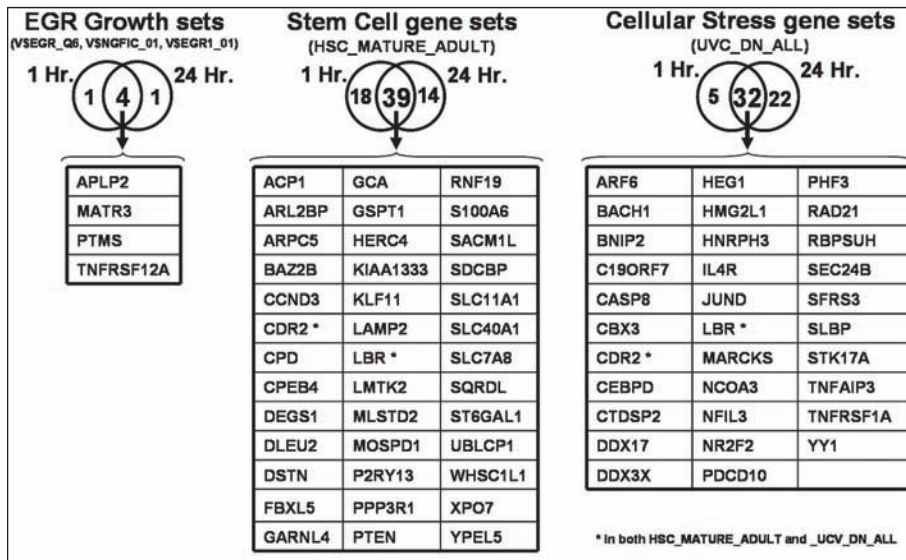 EGR Growth sets
(V$EGR_Q6, V$NGFIC_01, V$EGR1_01)
1 Hr. 24 Hr.
1 4 1
APLP2
MATR3
PTMS
TNFRSF12A
Stem Cell gene sets
(HSC_MATURE_ADULT)
1 Hr. 24 Hr.
18 39 14
ACP1 GCA RNF19
ARL2BP GSPT1 S100A6
ARPC5 HERC4 SACM1L
BAZ2B KIAA1333 SDCBP
CCND3 KLF11 SLC11A1
CDR2 * LAMP2 SLC40A1
CPD LBR * SLC7A8
CPEB4 LMTK2 SQRDL
DEGS1 MLSTD2 ST6GAL1
DLEU2 MOSPD1 UBLCP1
DSTN P2RY13 WHSC1L1
FBXL5 PPP3R1 XPO7
GARNL4 PTEN YPEL5
Cellular Stress gene sets
(UVC_DN_ALL)
1 Hr. 24 Hr.
5 32 22
ARF6 HEG1 PHF3
BACH1 HMG2L1 RAD21
BNIP2 HNRPH3 RBPSUH
C19ORF7 IL4R SEC24B
CASP8 JUND SFRS3
CBX3 LBR * SLBP
CDR2 * MARCKS STK17A
CEBPD NCOA3 TNFAIP3
CTDSP2 NFIL3 TNFRSF1A
DDX17 NR2F2 YY1
DDX3X PDCD10
* In both HSC_MATURE_ADULT and _UCV_DN_ALL